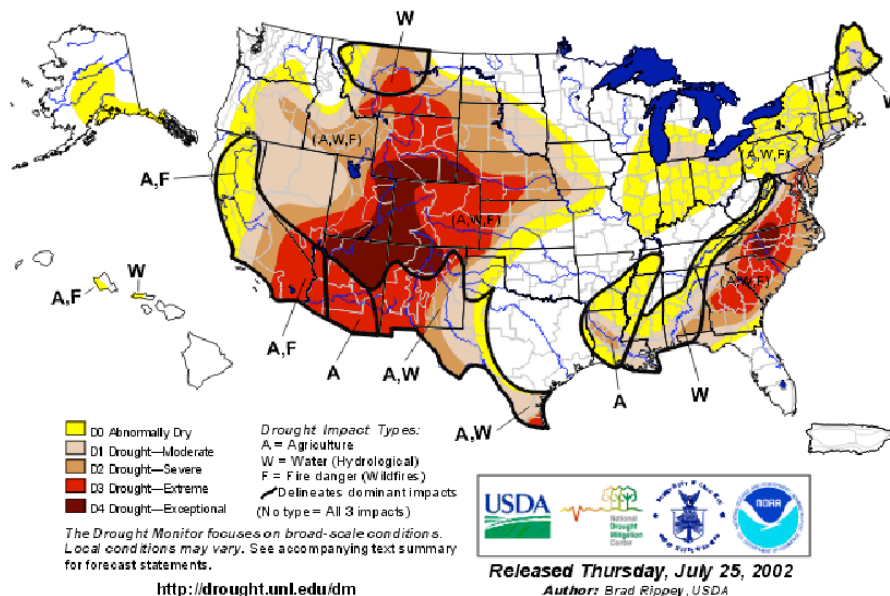 W
W
(A,W,F)
(A,W,F)
A,F
(A,W,F)
W
A,F
(A,W,F)
A,F
A
A,W
A
W
A,W
D0 Abnormally Dry
D1 Drought—Moderate
D2 Drought—Severe
D3 Drought—Extreme
D4 Drought—Exceptional
Drought Impact Types:
A = Agriculture
W = Water (Hydrological)
F = Fire danger (Wildfires)
Delineates dominant impacts
(No type = All 3 impacts)
The Drought Monitor focuses on broad-scale conditions.
Local conditions may vary. See accompanying text summary
for forecast statements.
http://drought.unl.edu/dm
USDA
National
Drought
Mitigation
Center
NOAA
Released Thursday, July 25, 2002
Author: Brad Rippey, USDA